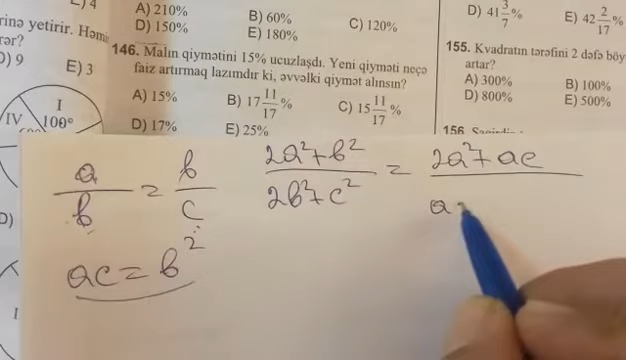 A) 210%
B) 60%
C) 120%
D) 150%
E) 180%
146. Malın qiymətini 15% ucuzlaşdı. Yeni qiyməti neçə
faiz artırmaq lazımdır ki, əvvəlki qiymət alınsın?
A) 15%
B) 17 11/17 %
C) 15 11/17 %
D) 17%
E) 25%
D) 41 3/7 %
E) 42 2/17 %
155. Kvadratın tərəfini 2 dəfə böy
artar?
A) 300%
B) 100%
D) 800%
E) 500%
156
yetirir.
D) 9
E) 3
I
IV
100°
D)
I
a/b = b/c
ac = b²
(2a²+b²)/(2b²+c²) = (2a²+ac)/a